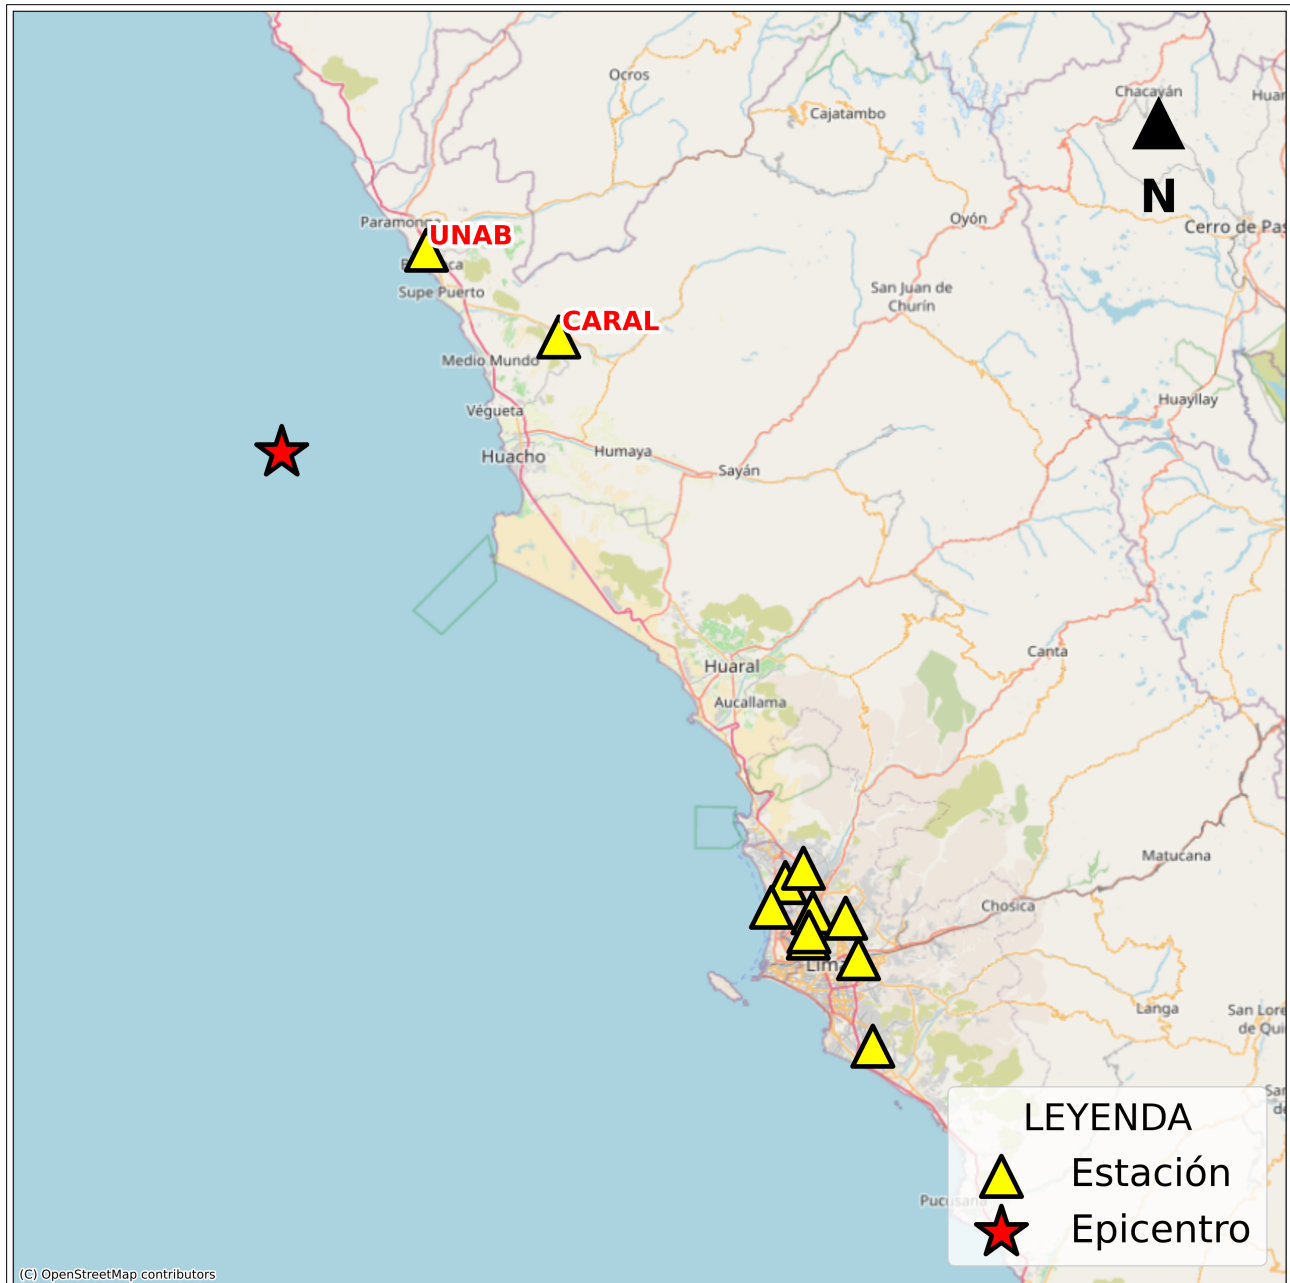 Ocros
Chacayán
Cajatambo
N
Paramonga
UNAB
Oyón
Cerro de Pas
Supe Puerto
San Juan de
Churín
CARAL
Medio Mundo
Huayllay
Végueta
Huacho
Humaya
Sayán
Canta
Huaral
Aucallama
Matucana
Chosica
Lima
Langa
San Lore
de Qui
LEYENDA
Estación
Epicentro
Pucusana
(C) OpenStreetMap contributors